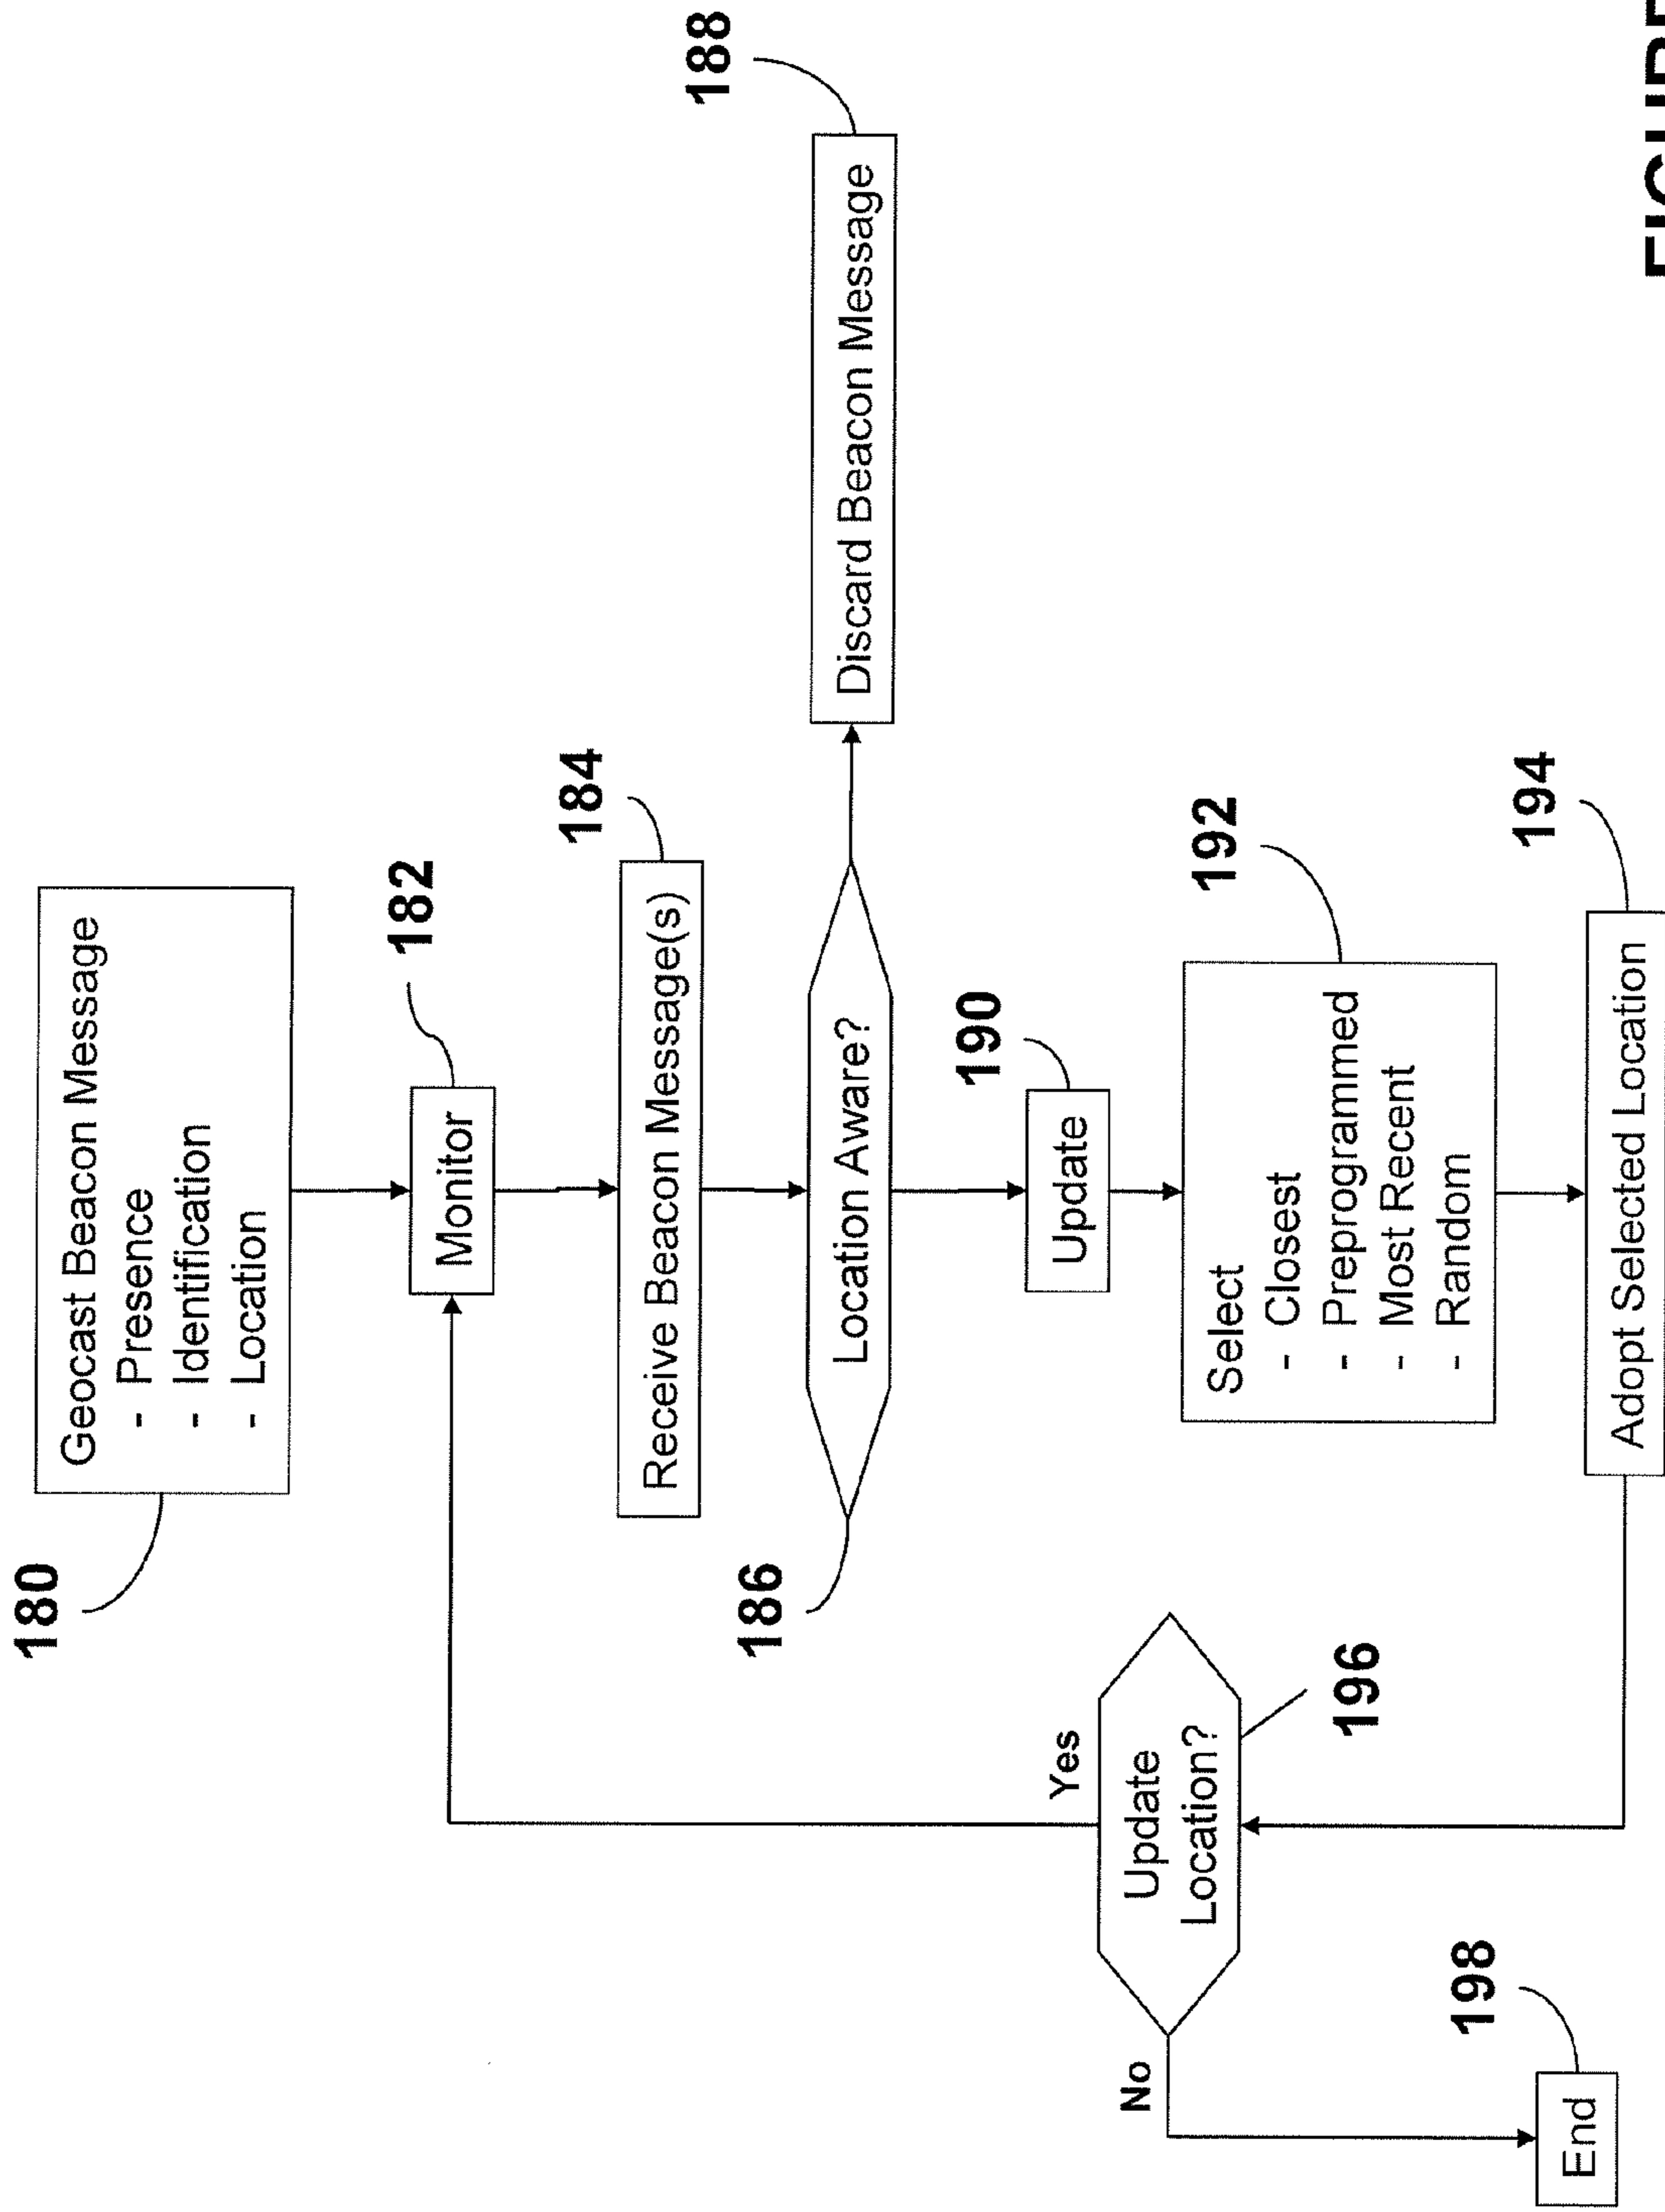 180
Geocast Beacon Message
- Presence
- Identification
- Location
182
Monitor
184
Receive Beacon Message(s)
186
Location Aware?
188
Discard Beacon Message
190
Update
192
Select
- Closest
- Preprogrammed
- Most Recent
- Random
194
Adopt Selected Location
196
Update
Location?
Yes
No
198
End